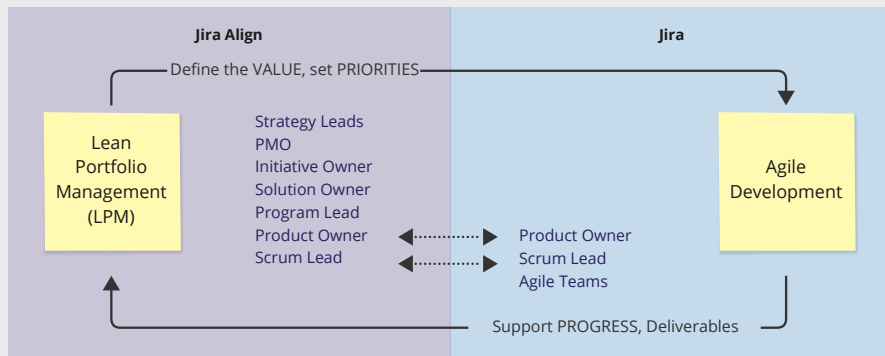 Jira Align
Jira
Define the VALUE, set PRIORITIES
Lean
Portfolio
Management
(LPM)
Strategy Leads
PMO
Initiative Owner
Solution Owner
Program Lead
Product Owner
Scrum Lead
Product Owner
Scrum Lead
Agile Teams
Agile
Development
Support PROGRESS, Deliverables